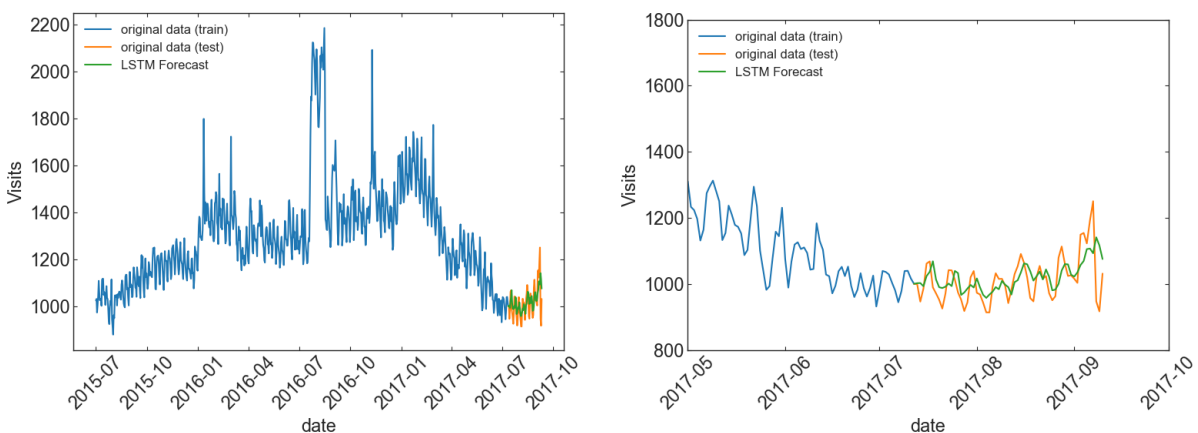 2200
2000
1800
1600
1400
1200
1000
Visits
original data (train)
original data (test)
LSTM Forecast
2015-07
2015-10
2016-01
2016-04
2016-07
2016-10
2017-01
2017-04
2017-07
2017-10
date
1800
1600
1400
1200
1000
800
Visits
original data (train)
original data (test)
LSTM Forecast
2017-05
2017-06
2017-07
2017-08
2017-09
2017-10
date